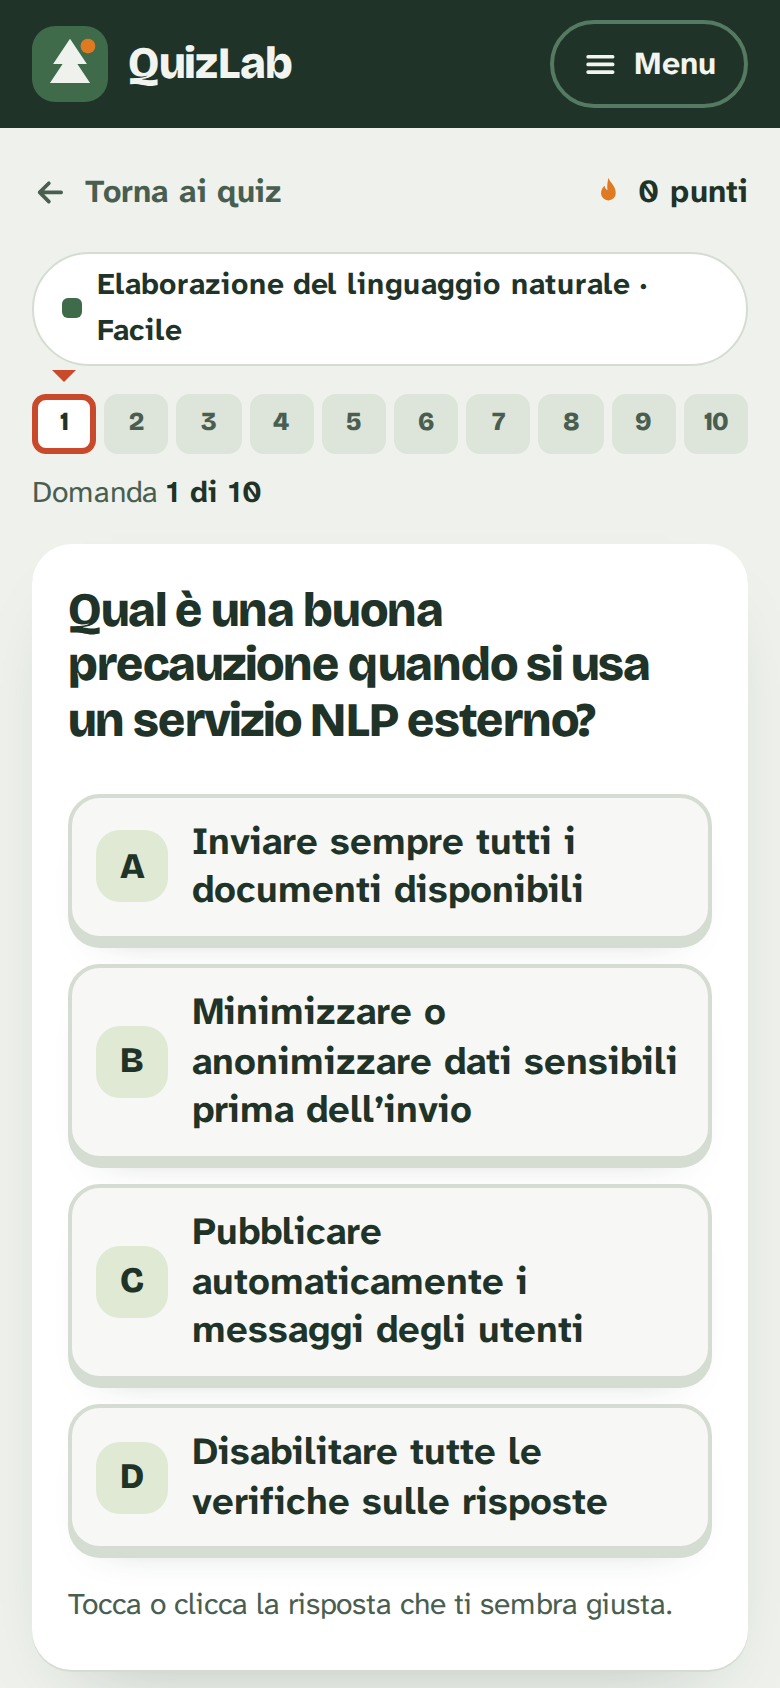 QuizLab
Menu
Torna ai quiz
0 punti
Elaborazione del linguaggio naturale ·
Facile
1 2 3 4 5 6 7 8 9 10
Domanda 1 di 10
Qual è una buona
precauzione quando si usa
un servizio NLP esterno?
A
Inviare sempre tutti i
documenti disponibili
B
Minimizzare o
anonimizzare dati sensibili
prima dell’invio
C
Pubblicare
automaticamente i
messaggi degli utenti
D
Disabilitare tutte le
verifiche sulle risposte
Tocca o clicca la risposta che ti sembra giusta.